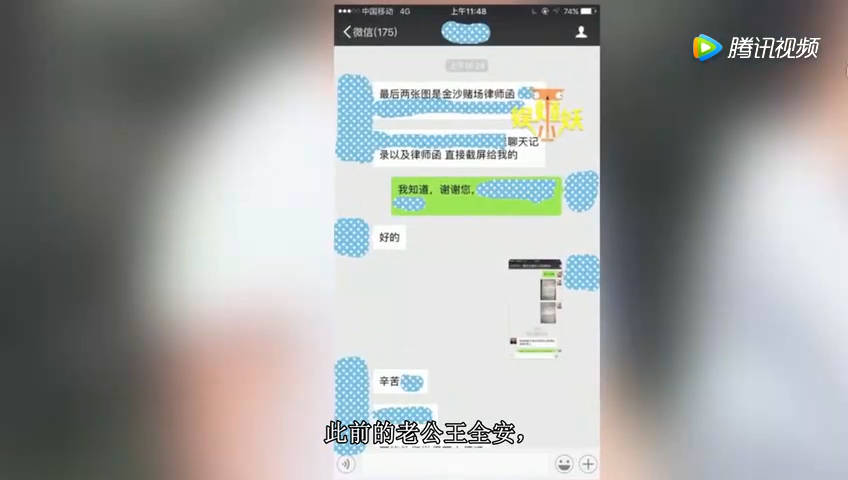 中国移动 4G
上午11:48
74%
微信(175)
腾讯视频
最后两张图是金沙赌场律师函
聊天记
录以及律师函 直接截屏给我的
我知道，谢谢您，
好的
辛苦
此前的老公王全安，